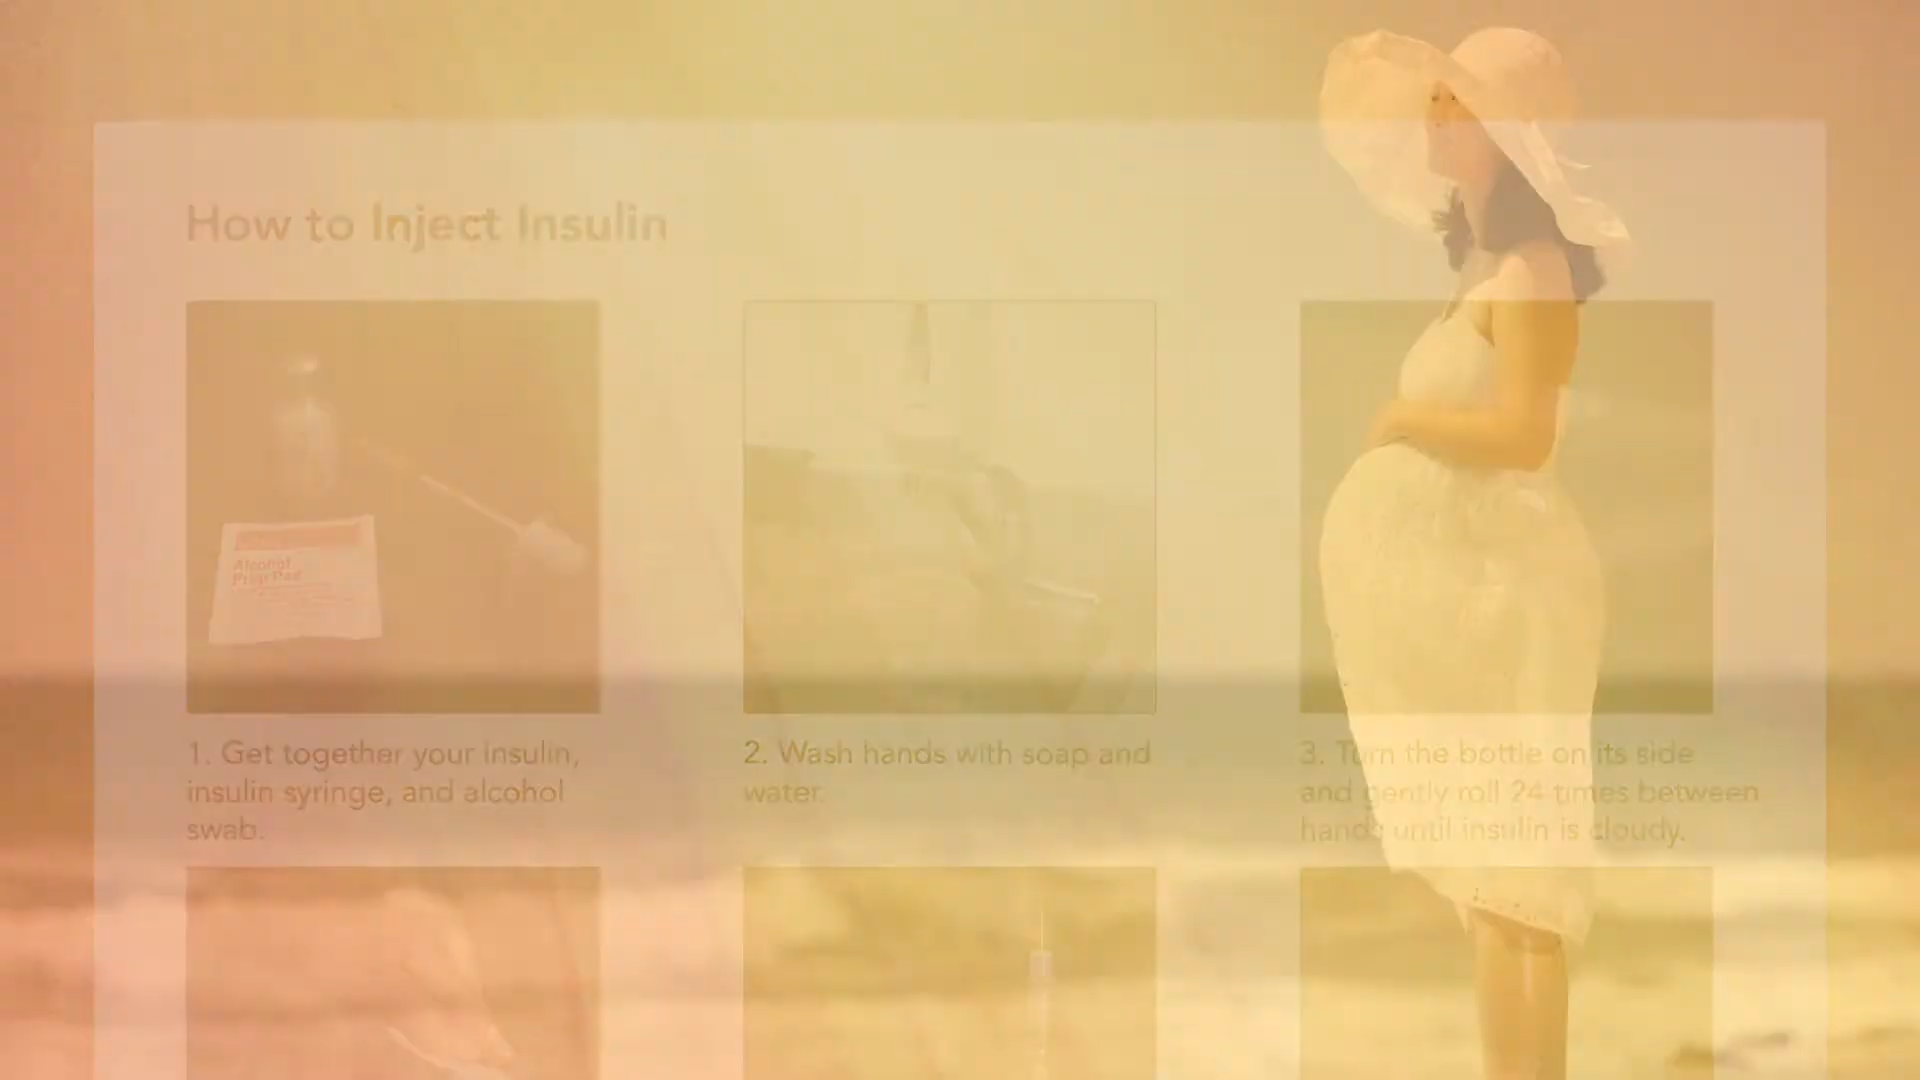 How to Inject Insulin
Alcohol
Prep Pad
1. Get together your insulin,
insulin syringe, and alcohol
swab.
2. Wash hands with soap and
water.
3. Turn the bottle on its side
and gently roll 24 times between
hands until insulin is cloudy.